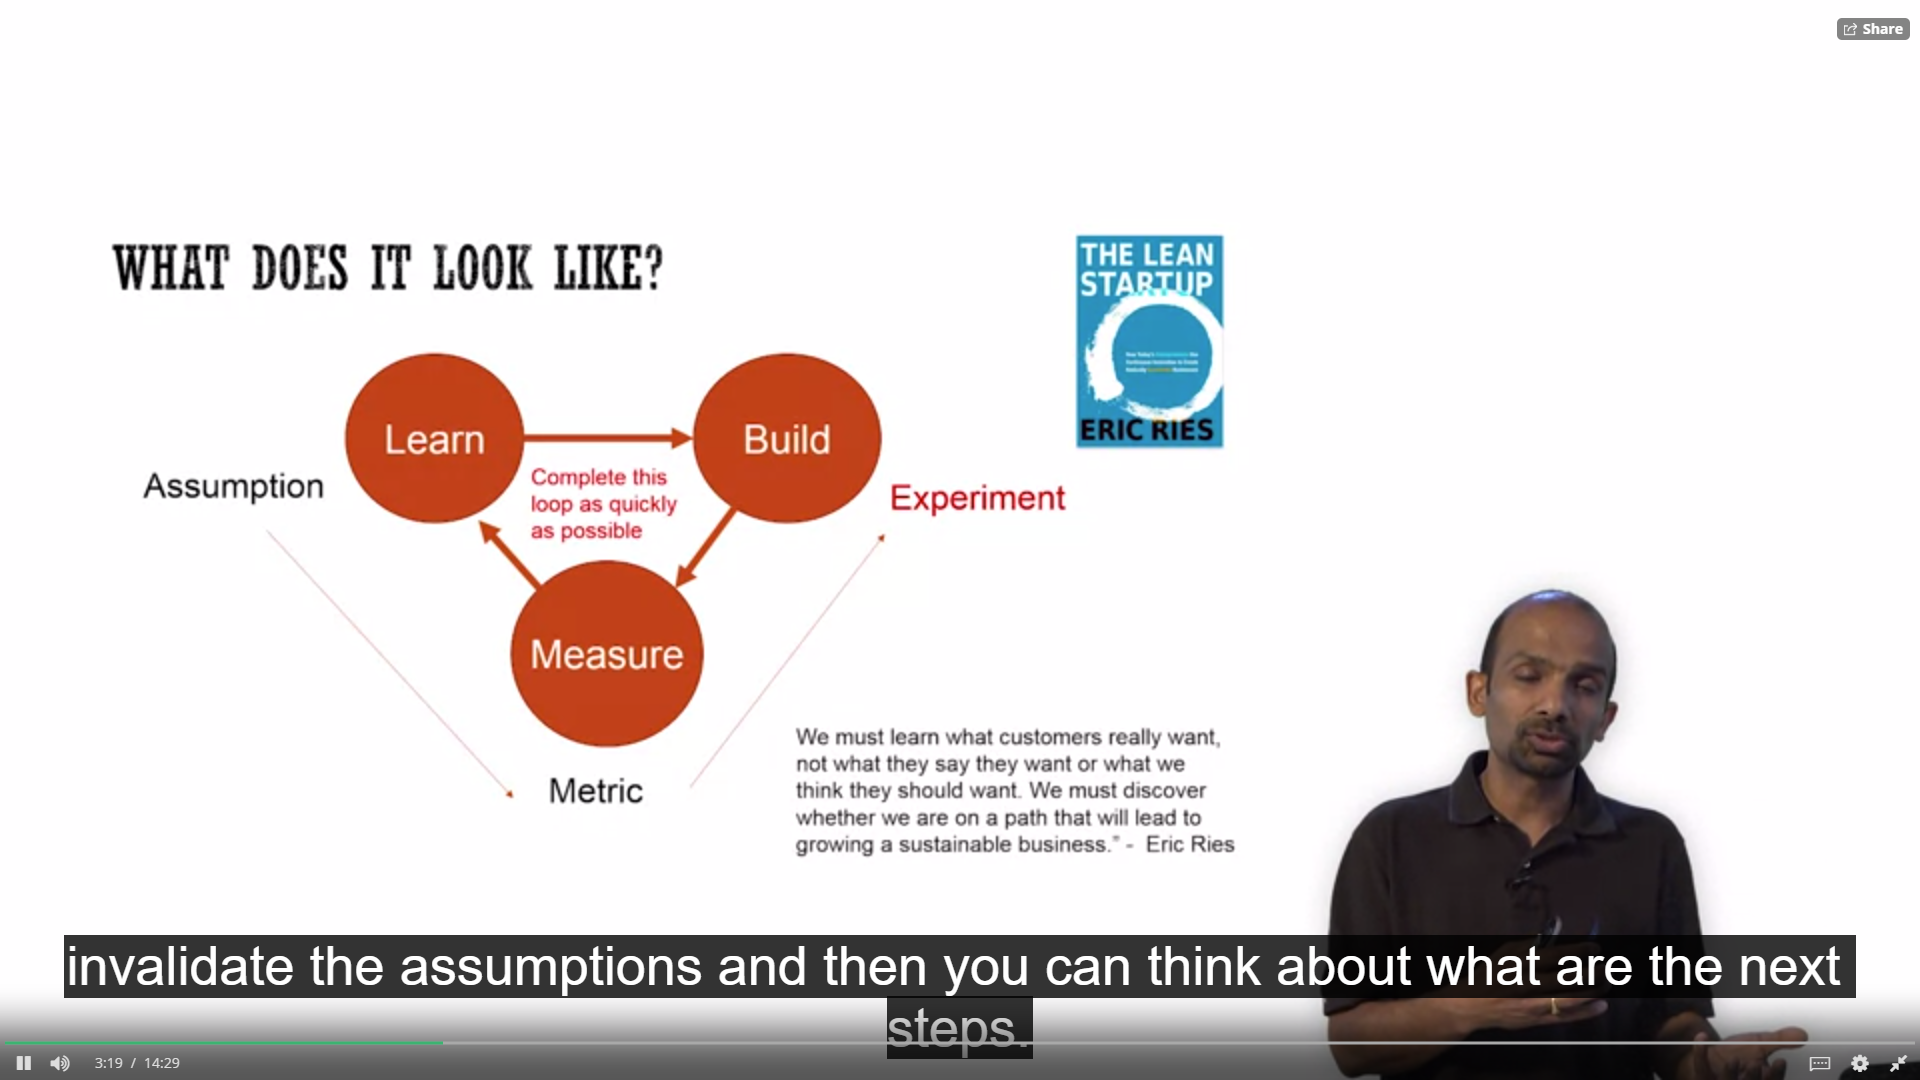 Share
WHAT DOES IT LOOK LIKE?
THE LEAN
STARTUP
ERIC RIES
Learn
Build
Assumption
Complete this
loop as quickly
as possible
Experiment
Measure
Metric
We must learn what customers really want,
not what they say they want or what we
think they should want. We must discover
whether we are on a path that will lead to
growing a sustainable business.” - Eric Ries
invalidate the assumptions and then you can think about what are the next
steps.
3:19 / 14:29